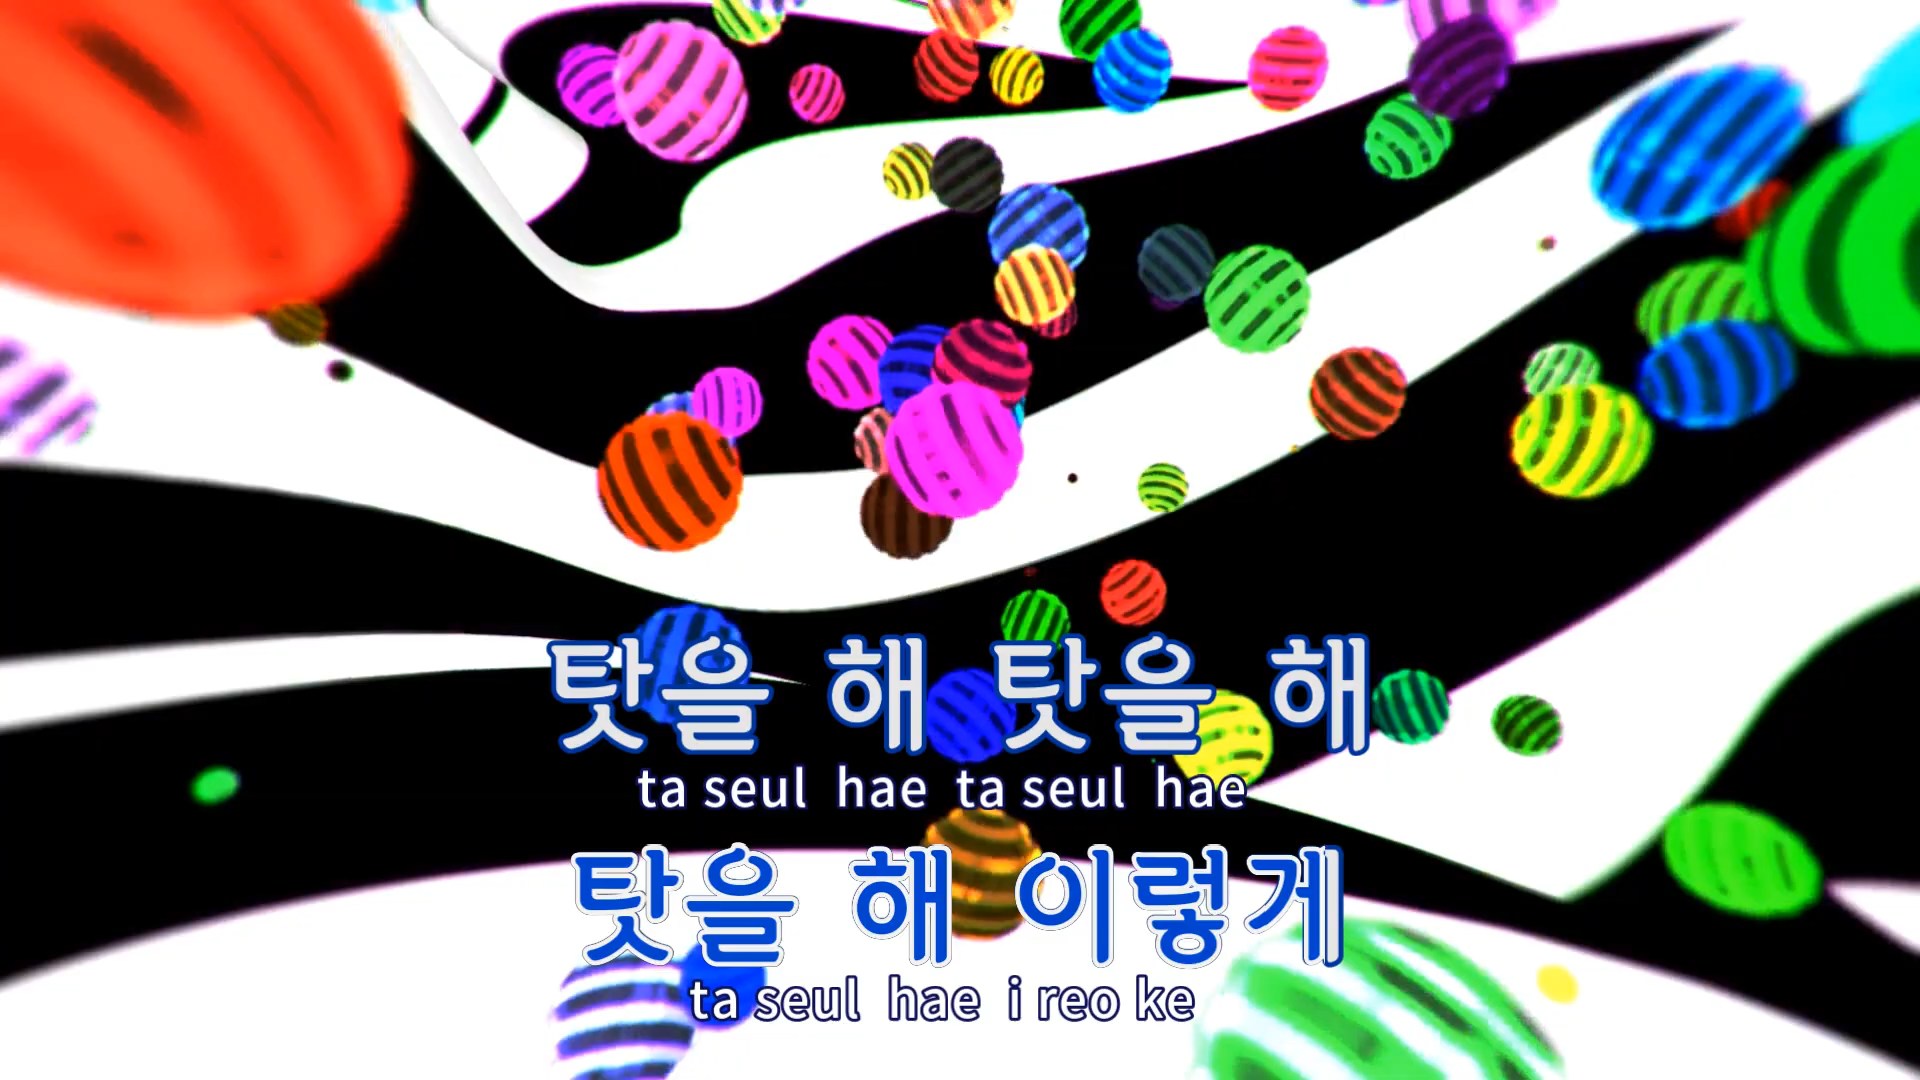 탓을 해 탓을 해
ta seul hae ta seul hae
탓을 해 이렇게
ta seul hae i reo ke